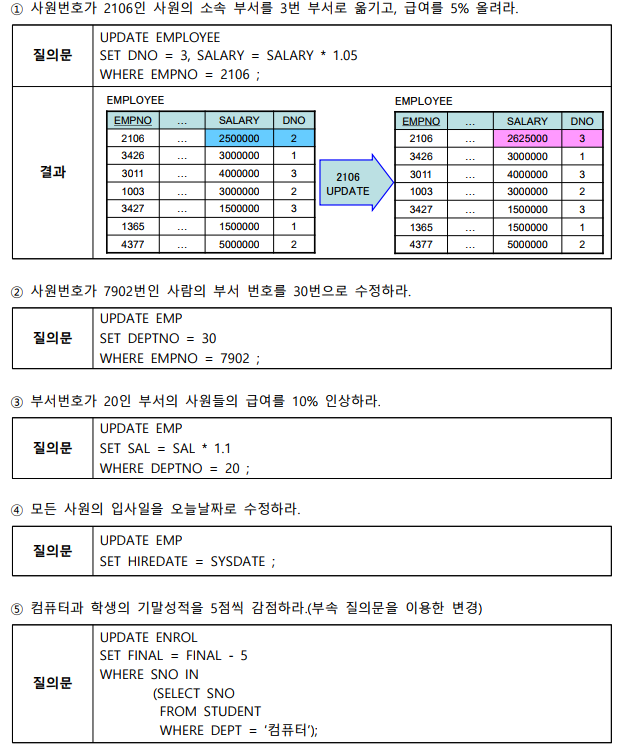 ① 사원번호가 2106인 사원의 소속 부서를 3번 부서로 옮기고, 급여를 5% 올려라.
질의문
UPDATE EMPLOYEE
SET DNO = 3, SALARY = SALARY * 1.05
WHERE EMPNO = 2106 ;
결과
EMPLOYEE
EMPNO … SALARY DNO
2106 … 2500000 2
3426 … 3000000 1
3011 … 4000000 3
1003 … 3000000 2
3427 … 1500000 3
1365 … 1500000 1
4377 … 5000000 2
2106
UPDATE
EMPLOYEE
EMPNO … SALARY DNO
2106 … 2625000 3
3426 … 3000000 1
3011 … 4000000 3
1003 … 3000000 2
3427 … 1500000 3
1365 … 1500000 1
4377 … 5000000 2
② 사원번호가 7902번인 사람의 부서 번호를 30번으로 수정하라.
질의문
UPDATE EMP
SET DEPTNO = 30
WHERE EMPNO = 7902 ;
③ 부서번호가 20인 부서의 사원들의 급여를 10% 인상하라.
질의문
UPDATE EMP
SET SAL = SAL * 1.1
WHERE DEPTNO = 20 ;
④ 모든 사원의 입사일을 오늘날짜로 수정하라.
질의문
UPDATE EMP
SET HIREDATE = SYSDATE ;
⑤ 컴퓨터과 학생의 기말성적을 5점씩 감점하라.(부속 질의문을 이용한 변경)
질의문
UPDATE ENROL
SET FINAL = FINAL - 5
WHERE SNO IN
(SELECT SNO
FROM STUDENT
WHERE DEPT = '컴퓨터');